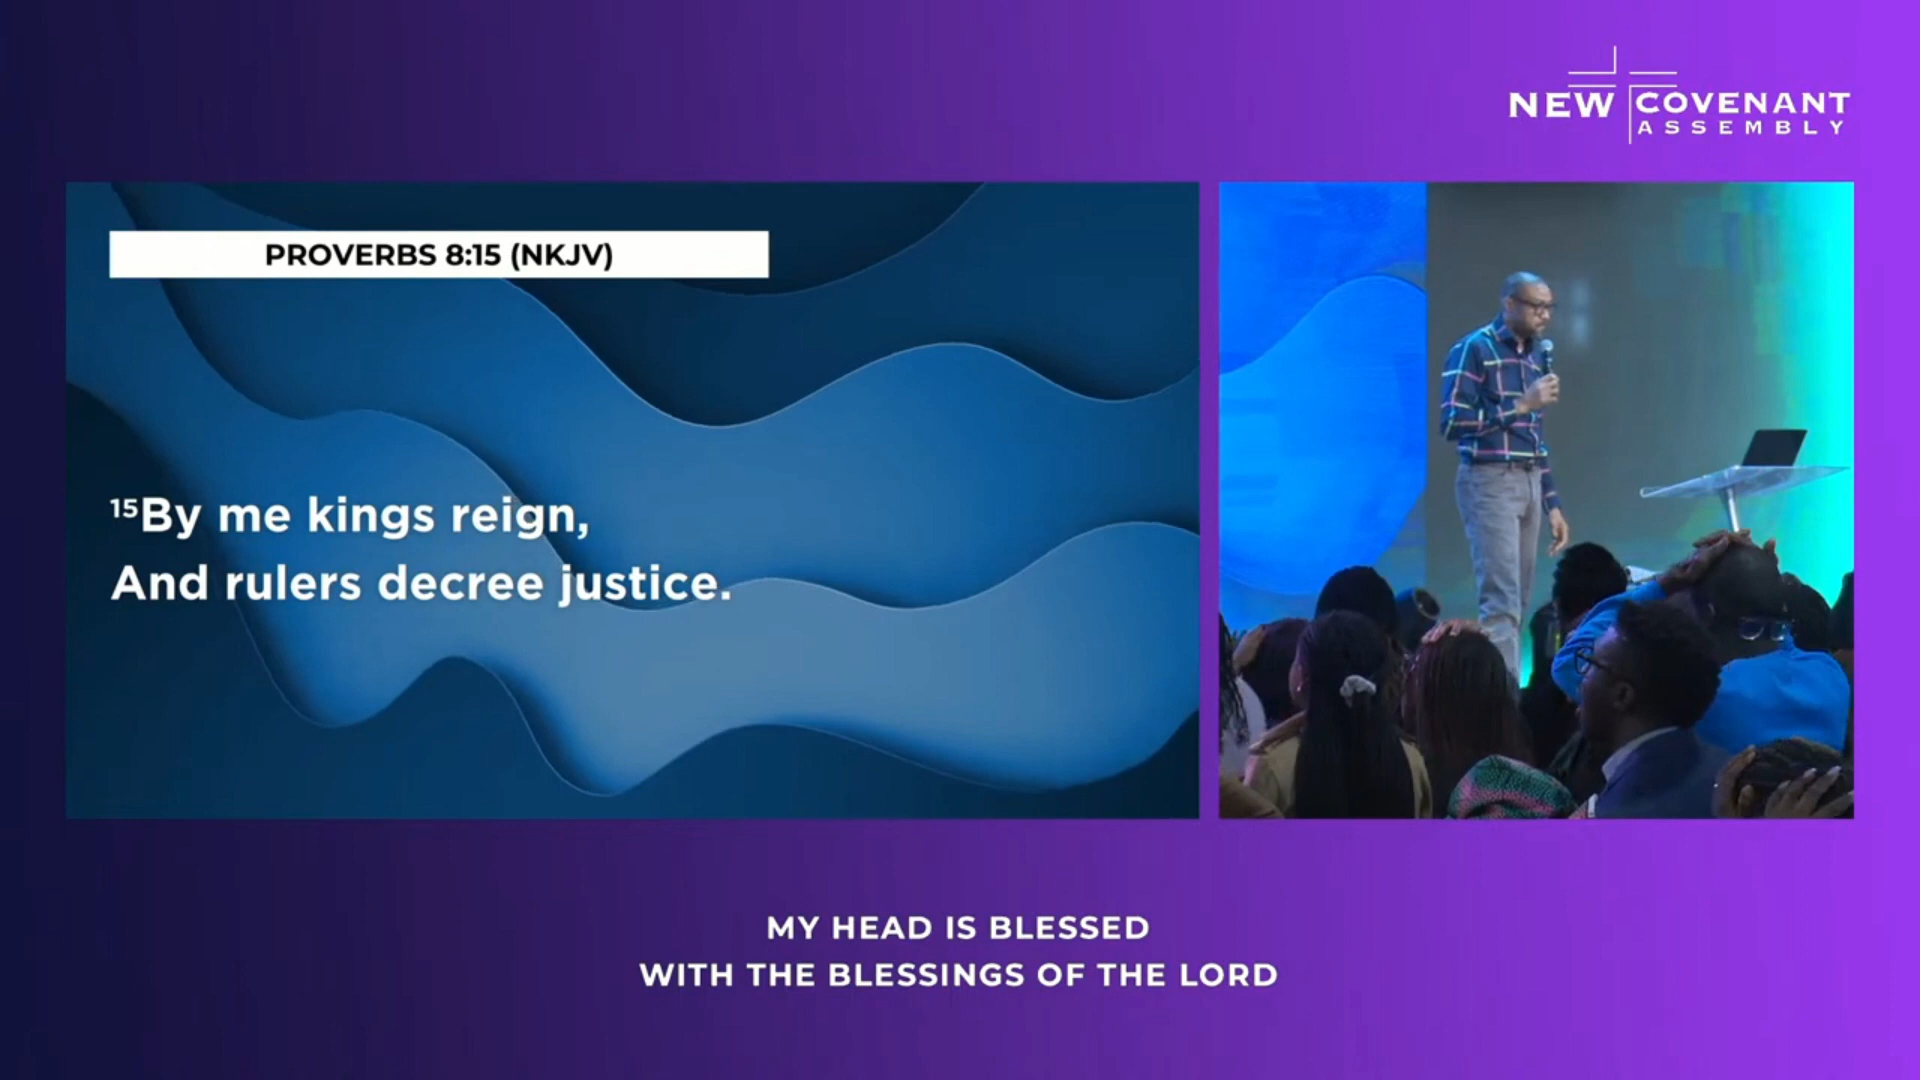 NEW COVENANT
ASSEMBLY
PROVERBS 8:15 (NKJV)
¹⁵By me kings reign,
And rulers decree justice.
MY HEAD IS BLESSED
WITH THE BLESSINGS OF THE LORD